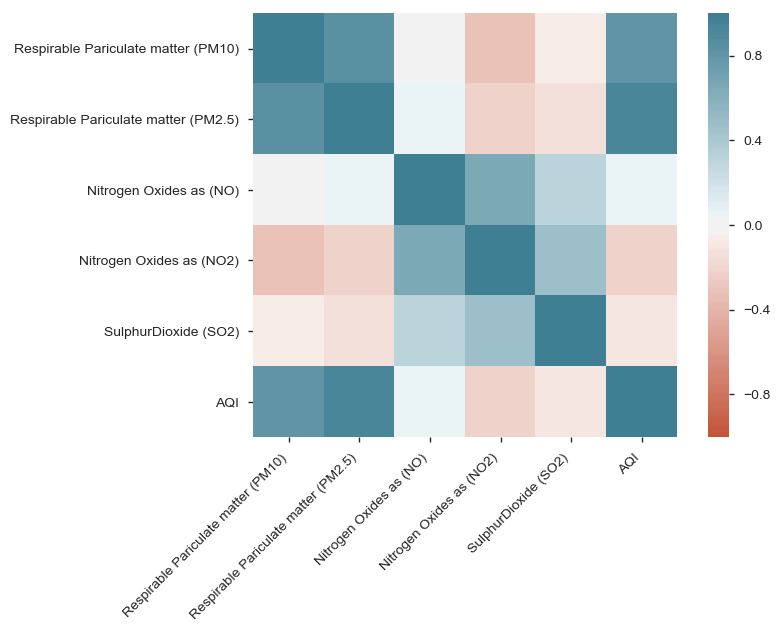 Respirable Pariculate matter (PM10)
Respirable Pariculate matter (PM2.5)
Nitrogen Oxides as (NO)
Nitrogen Oxides as (NO2)
SulphurDioxide (SO2)
AQI
Respirable Pariculate matter (PM10)
Respirable Pariculate matter (PM2.5)
Nitrogen Oxides as (NO)
Nitrogen Oxides as (NO2)
SulphurDioxide (SO2)
AQI
0.8
0.4
0.0
−0.4
−0.8